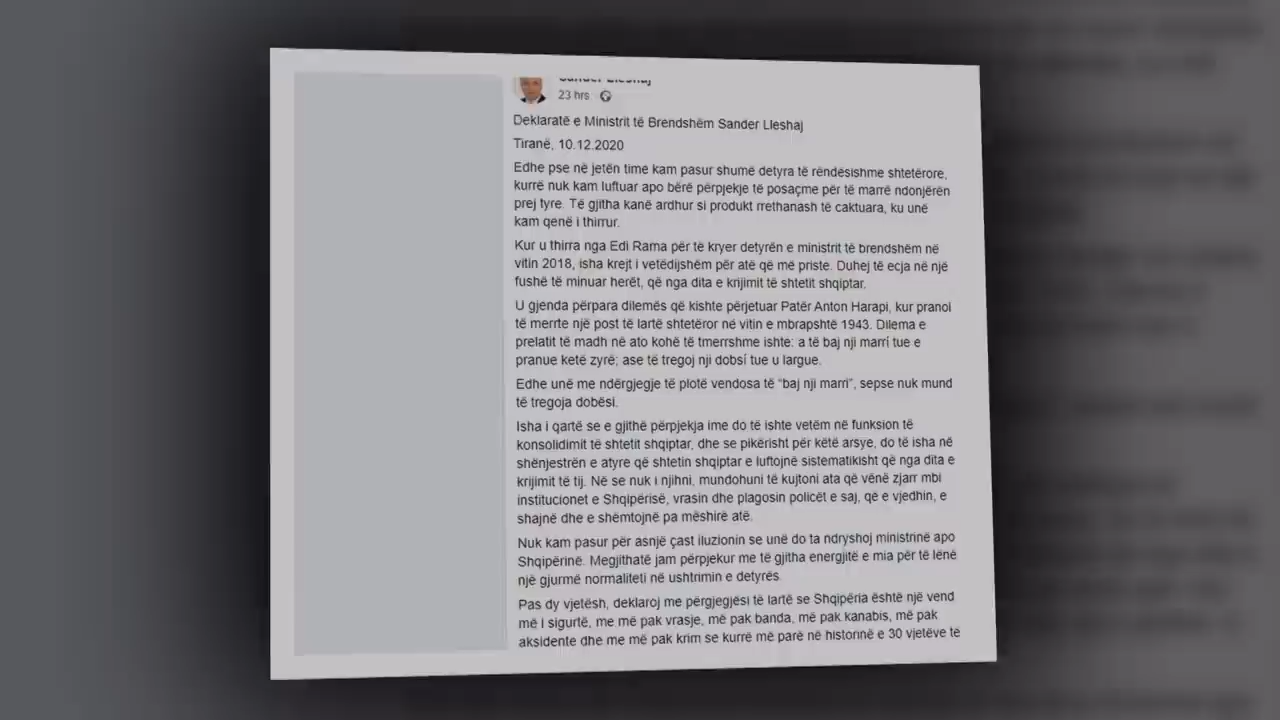 Sander Lleshaj
23 hrs
Deklaratë e Ministrit të Brendshëm Sander Lleshaj
Tiranë, 10.12.2020
Edhe pse në jetën time kam pasur shumë detyra të rëndësishme shtetërore,
kurrë nuk kam luftuar apo bërë përpjekje të posaçme për të marrë ndonjërën
prej tyre. Të gjitha kanë ardhur si produkt rrethanash të caktuara, ku unë
kam qenë i thirrur.
Kur u thirra nga Edi Rama për të kryer detyrën e ministrit të brendshëm në
vitin 2018, isha krejt i vetëdijshëm për atë që më priste. Duhej të ecja në një
fushë të minuar herët, që nga dita e krijimit të shtetit shqiptar.
U gjenda përpara dilemës që kishte përjetuar Patër Anton Harapi, kur pranoi
të merrte një post të lartë shtetëror në vitin e mbrapshtë 1943. Dilema e
prelatit të madh në ato kohë të tmerrshme ishte: a të baj nji marrí tue e
pranue ketë zyrë; ase të tregoj nji dobsí tue u largue.
Edhe unë me ndërgjegje të plotë vendosa të "baj nji marri", sepse nuk mund
të tregoja dobësi.
Isha i qartë se e gjithë përpjekja ime do të ishte vetëm në funksion të
konsolidimit të shtetit shqiptar, dhe se pikërisht për këtë arsye, do të isha në
shënjestrën e atyre që shtetin shqiptar e luftojnë sistematikisht që nga dita e
krijimit të tij. Në se nuk i njihni, mundohuni të kujtoni ata që vënë zjarr mbi
institucionet e Shqipërisë, vrasin dhe plagosin policët e saj, që e vjedhin, e
shajnë dhe e shëmtojnë pa mëshirë atë.
Nuk kam pasur për asnjë çast iluzionin se unë do ta ndryshoj ministrinë apo
Shqipërinë. Megjithatë jam përpjekur me të gjitha energjitë e mia për të lënë
një gjurmë normaliteti në ushtrimin e detyrës.
Pas dy vjetësh, deklaroj me përgjegjësi të lartë se Shqipëria është një vend
më i sigurtë, me më pak vrasje, më pak banda, më pak kanabis, më pak
aksidente dhe me më pak krim se kurrë më parë në historinë e 30 vjetëve të